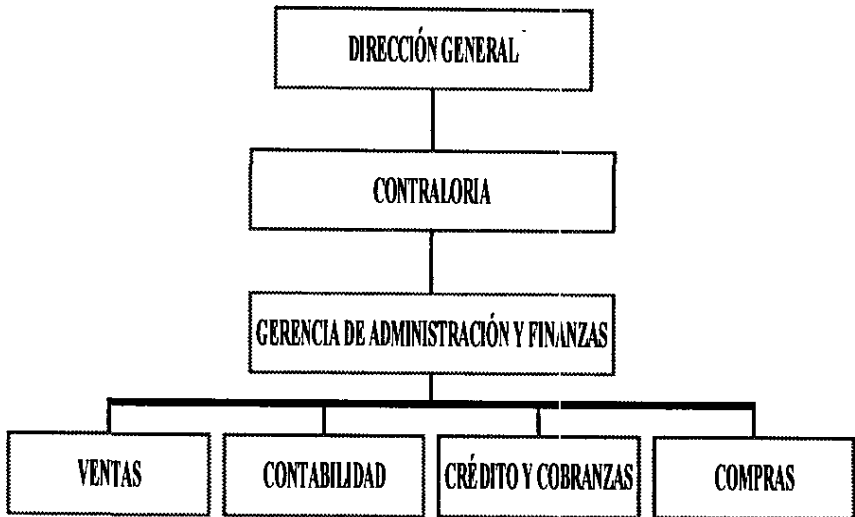 DIRECCIÓN GENERAL
CONTRALORIA
GERENCIA DE ADMINISTRACIÓN Y FINANZAS
VENTAS
CONTABILIDAD
CRÉDITO Y COBRANZAS
COMPRAS